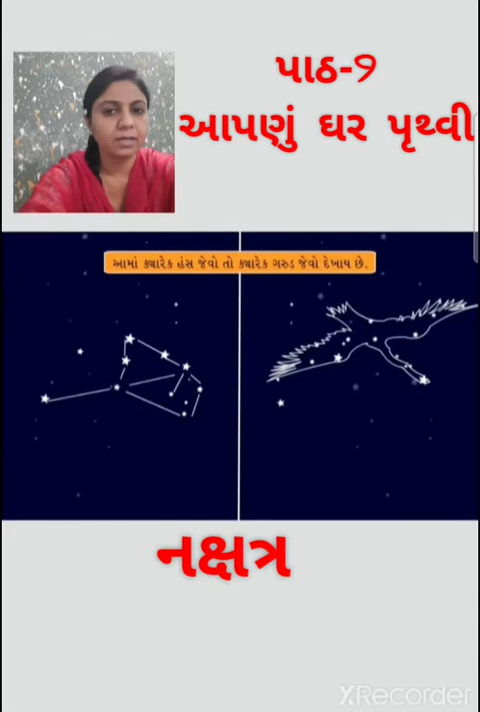 પાઠ-૭
આપણું ઘર પૃથ્વી
આમાં ક્યારેક હંસ જેવો તો ક્યારેક ગરુડ જેવો દેખાય છે.
નક્ષત્ર
XRecorder